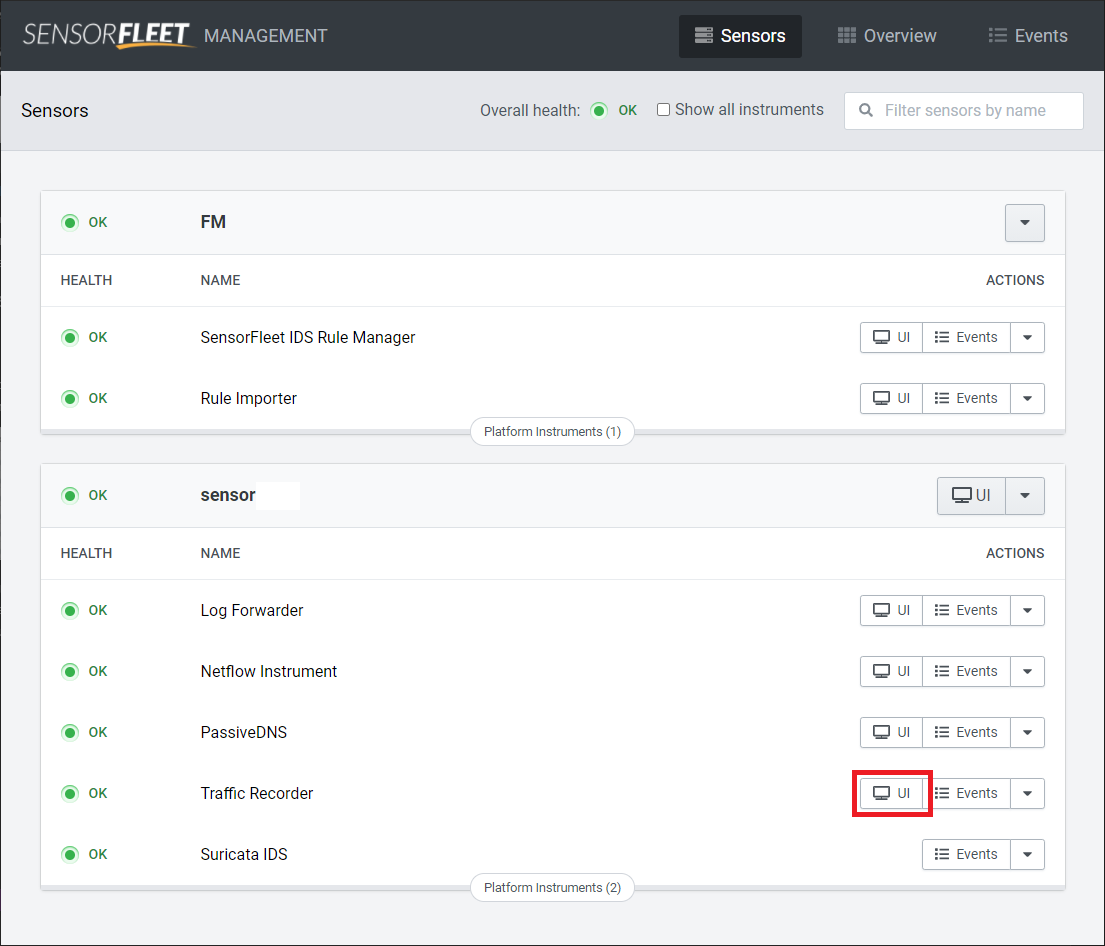 SENSORFLEET MANAGEMENT Sensors Overview Events
Sensors Overall health: OK Show all instruments Filter sensors by name
OK FM
HEALTH NAME ACTIONS
OK SensorFleet IDS Rule Manager UI Events
OK Rule Importer UI Events
Platform Instruments (1)
OK sensor UI
HEALTH NAME ACTIONS
OK Log Forwarder UI Events
OK Netflow Instrument UI Events
OK PassiveDNS UI Events
OK Traffic Recorder UI Events
OK Suricata IDS Events
Platform Instruments (2)